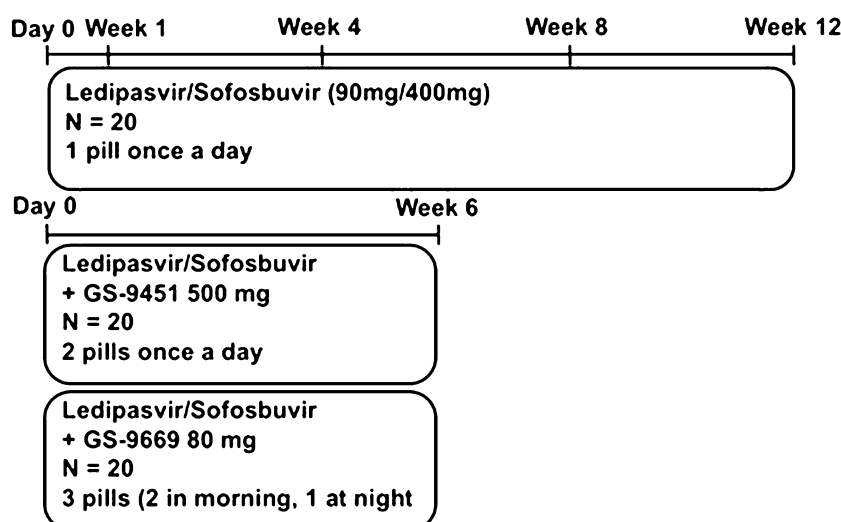 Day 0 Week 1 Week 4 Week 8 Week 12
Ledipasvir/Sofosbuvir (90mg/400mg)
N = 20
1 pill once a day
Day 0 Week 6
Ledipasvir/Sofosbuvir
+ GS-9451 500 mg
N = 20
2 pills once a day
Ledipasvir/Sofosbuvir
+ GS-9669 80 mg
N = 20
3 pills (2 in morning, 1 at night